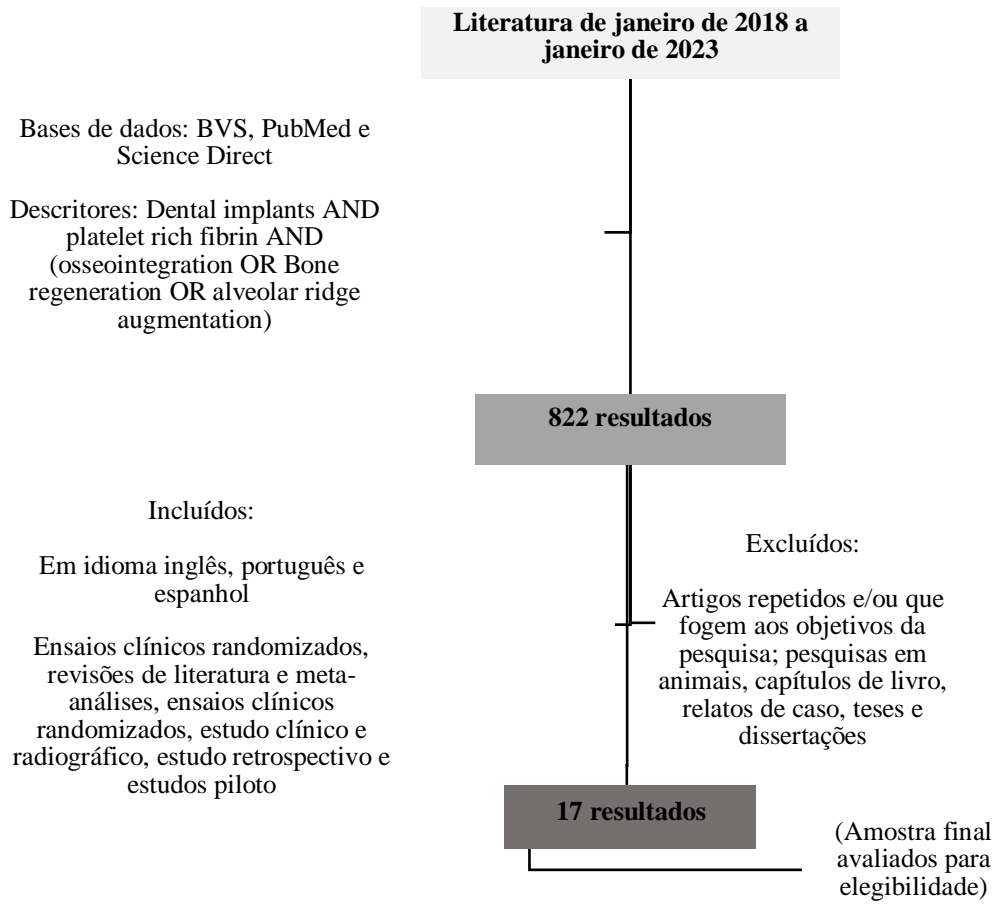 Literatura de janeiro de 2018 a
janeiro de 2023
Bases de dados: BVS, PubMed e
Science Direct
Descritores: Dental implants AND
platelet rich fibrin AND
(osseointegration OR Bone
regeneration OR alveolar ridge
augmentation)
822 resultados
Incluídos:
Em idioma inglês, português e
espanhol
Ensaios clínicos randomizados,
revisões de literatura e meta-
análises, ensaios clínicos
randomizados, estudo clínico e
radiográfico, estudo retrospectivo e
estudos piloto
Excluídos:
Artigos repetidos e/ou que
fogem aos objetivos da
pesquisa; pesquisas em
animais, capítulos de livro,
relatos de caso, teses e
dissertações
17 resultados
(Amostra final
avaliados para
elegibilidade)